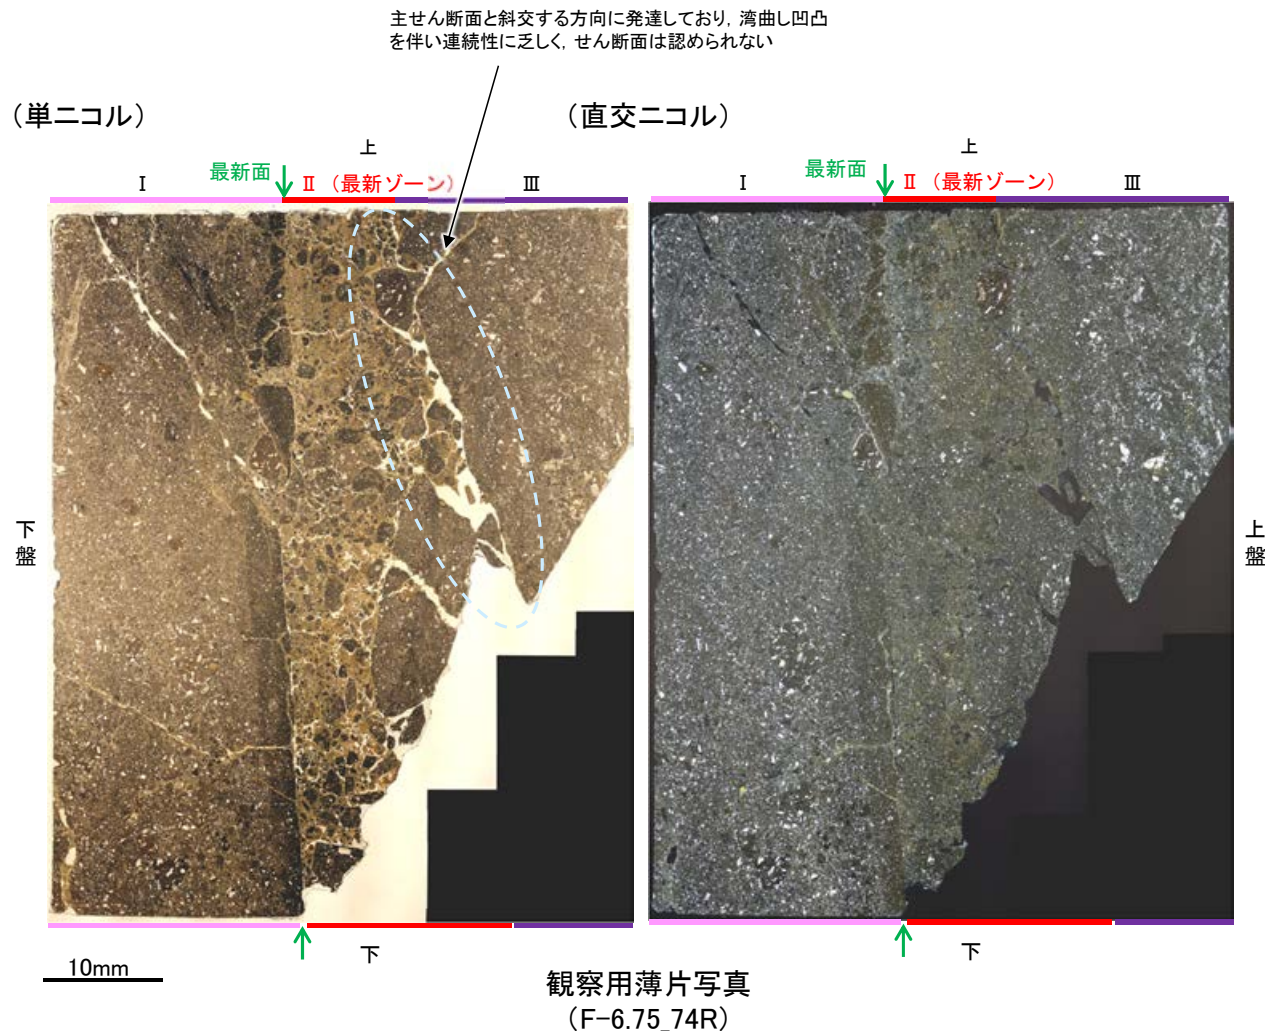 主せん断面と斜交する方向に発達しており，湾曲し凹凸
を伴い連続性に乏しく，せん断面は認められない
（単ニコル）
（直交ニコル）
上
最新面
Ⅰ
Ⅱ（最新ゾーン）
Ⅲ
上
最新面
Ⅰ
Ⅱ（最新ゾーン）
Ⅲ
下盤
上盤
下
下
10mm
観察用薄片写真
（F-6.75_74R）